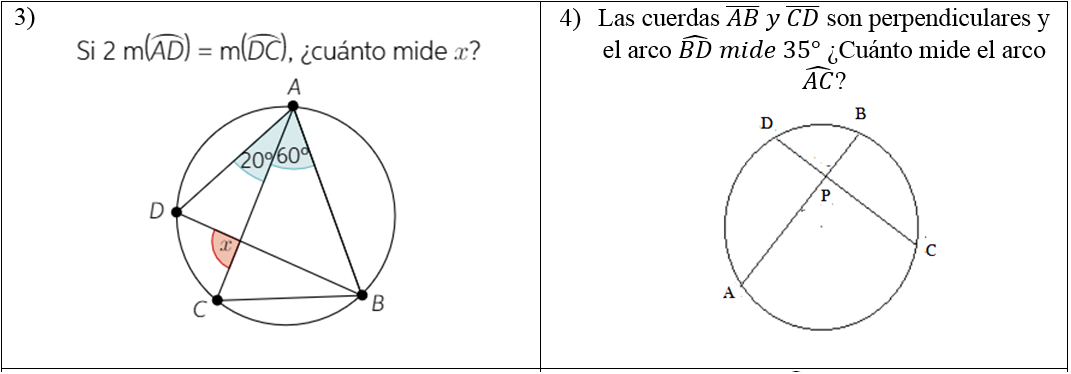 3)
Si 2 m(AD) = m(DC), ¿cuánto mide x?
A
20° 60°
D
x
C
B
4) Las cuerdas AB y CD son perpendiculares y
el arco BD mide 35° ¿Cuánto mide el arco
AC?
D
B
P
C
A